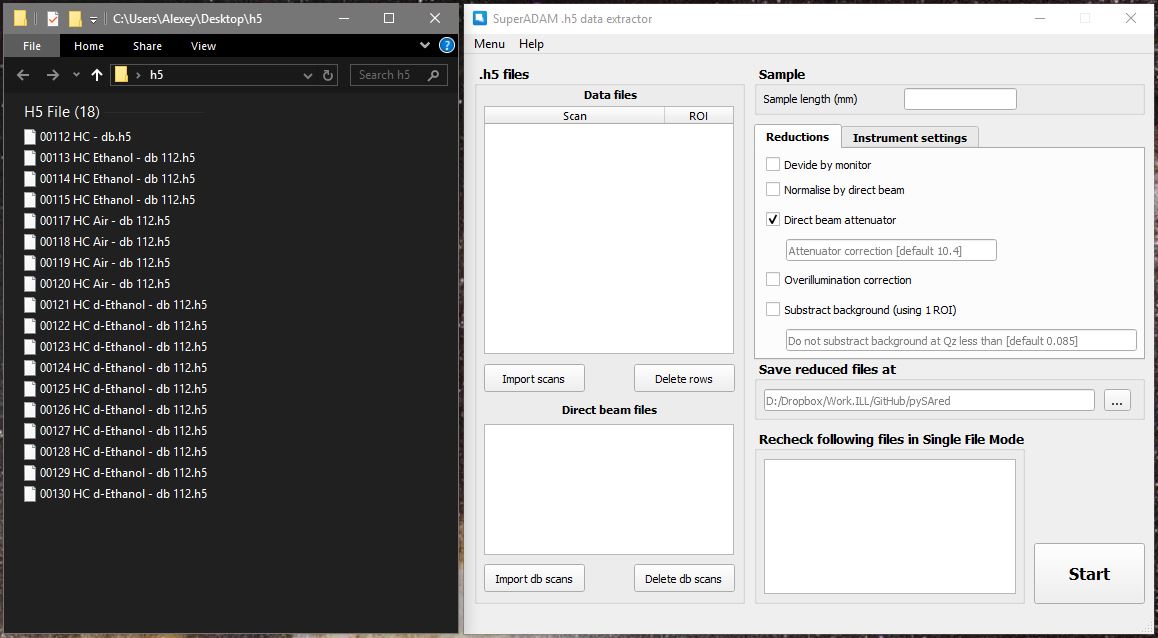 C:\Users\Alexey\Desktop\h5
File Home Share View
h5
Search h5
H5 File (18)
00112 HC - db.h5
00113 HC Ethanol - db 112.h5
00114 HC Ethanol - db 112.h5
00115 HC Ethanol - db 112.h5
00117 HC Air - db 112.h5
00118 HC Air - db 112.h5
00119 HC Air - db 112.h5
00120 HC Air - db 112.h5
00121 HC d-Ethanol - db 112.h5
00122 HC d-Ethanol - db 112.h5
00123 HC d-Ethanol - db 112.h5
00124 HC d-Ethanol - db 112.h5
00125 HC d-Ethanol - db 112.h5
00126 HC d-Ethanol - db 112.h5
00127 HC d-Ethanol - db 112.h5
00128 HC d-Ethanol - db 112.h5
00129 HC d-Ethanol - db 112.h5
00130 HC d-Ethanol - db 112.h5
SuperADAM .h5 data extractor
Menu Help
.h5 files
Data files
Scan ROI
Import scans Delete rows
Direct beam files
Import db scans Delete db scans
Sample
Sample length (mm)
Reductions Instrument settings
Devide by monitor
Normalise by direct beam
Direct beam attenuator
Attenuator correction [default 10.4]
Overillumination correction
Substract background (using 1 ROI)
Do not substract background at Qz less than [default 0.085]
Save reduced files at
D:/Dropbox/Work.ILL/GitHub/pySAred ...
Recheck following files in Single File Mode
Start